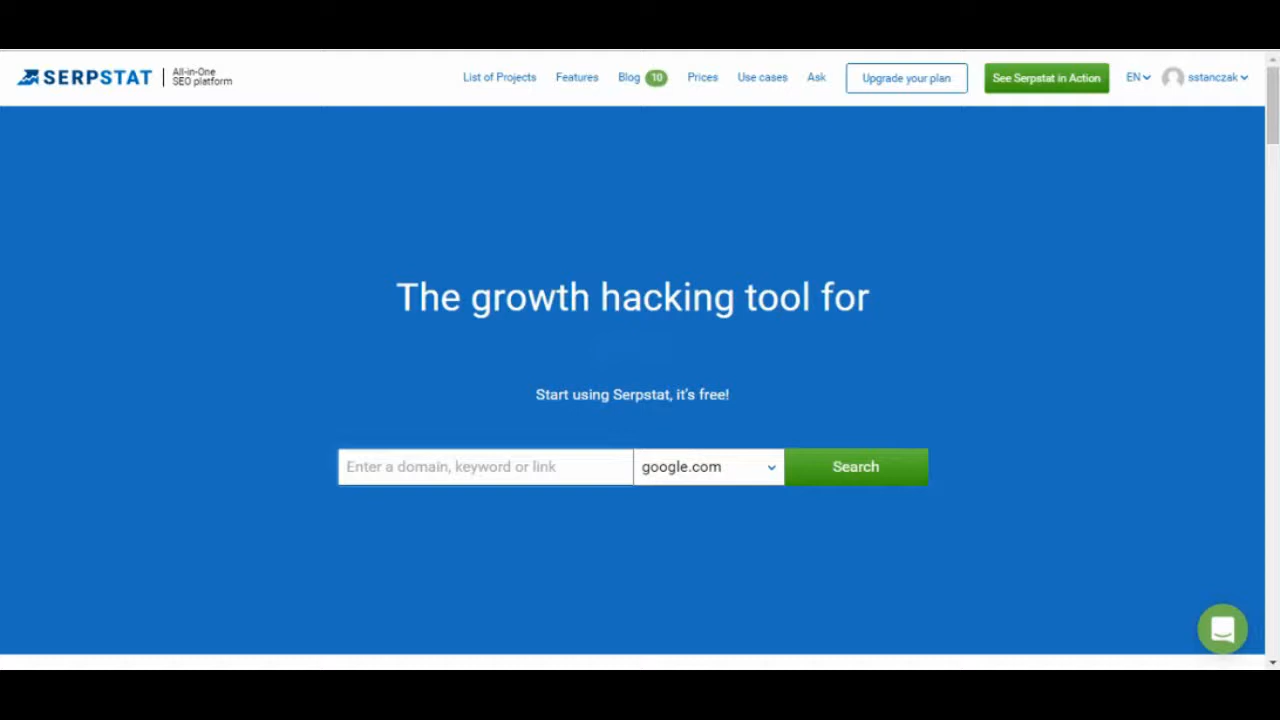 SERPSTAT
All-in-One
SEO platform
List of Projects Features Blog 10 Prices Use cases Ask Upgrade your plan See Serpstat in Action EN sstanczak
The growth hacking tool for
Start using Serpstat, it's free!
Enter a domain, keyword or link google.com Search